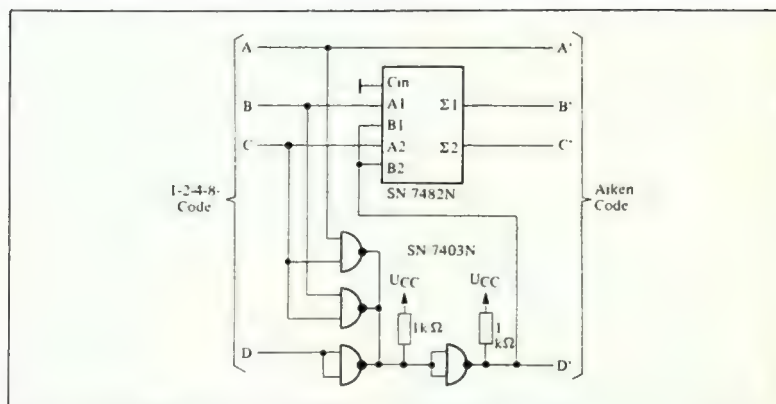 A A'
Cin
B A1 Σ1 B'
B1
C A2 Σ2 C'
B2
SN 7482N
1-2-4-8-
Code
Aiken
Code
SN 7403N
UCC UCC
1kΩ 1
kΩ
D D'